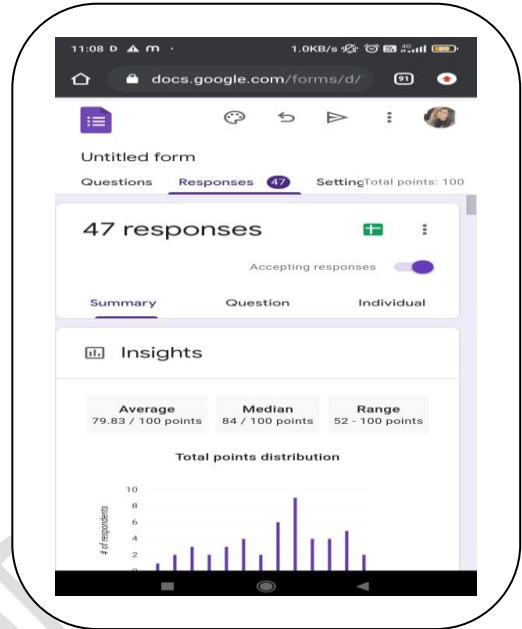 11:08 D
1.0KB/s
4G
docs.google.com/forms/d/
91
Untitled form
Questions Responses 47 Setting Total points: 100
47 responses
Accepting responses
Summary Question Individual
Insights
Average Median Range
79.83 / 100 points 84 / 100 points 52 - 100 points
Total points distribution
# of respondents
10
8
6
4
2
0